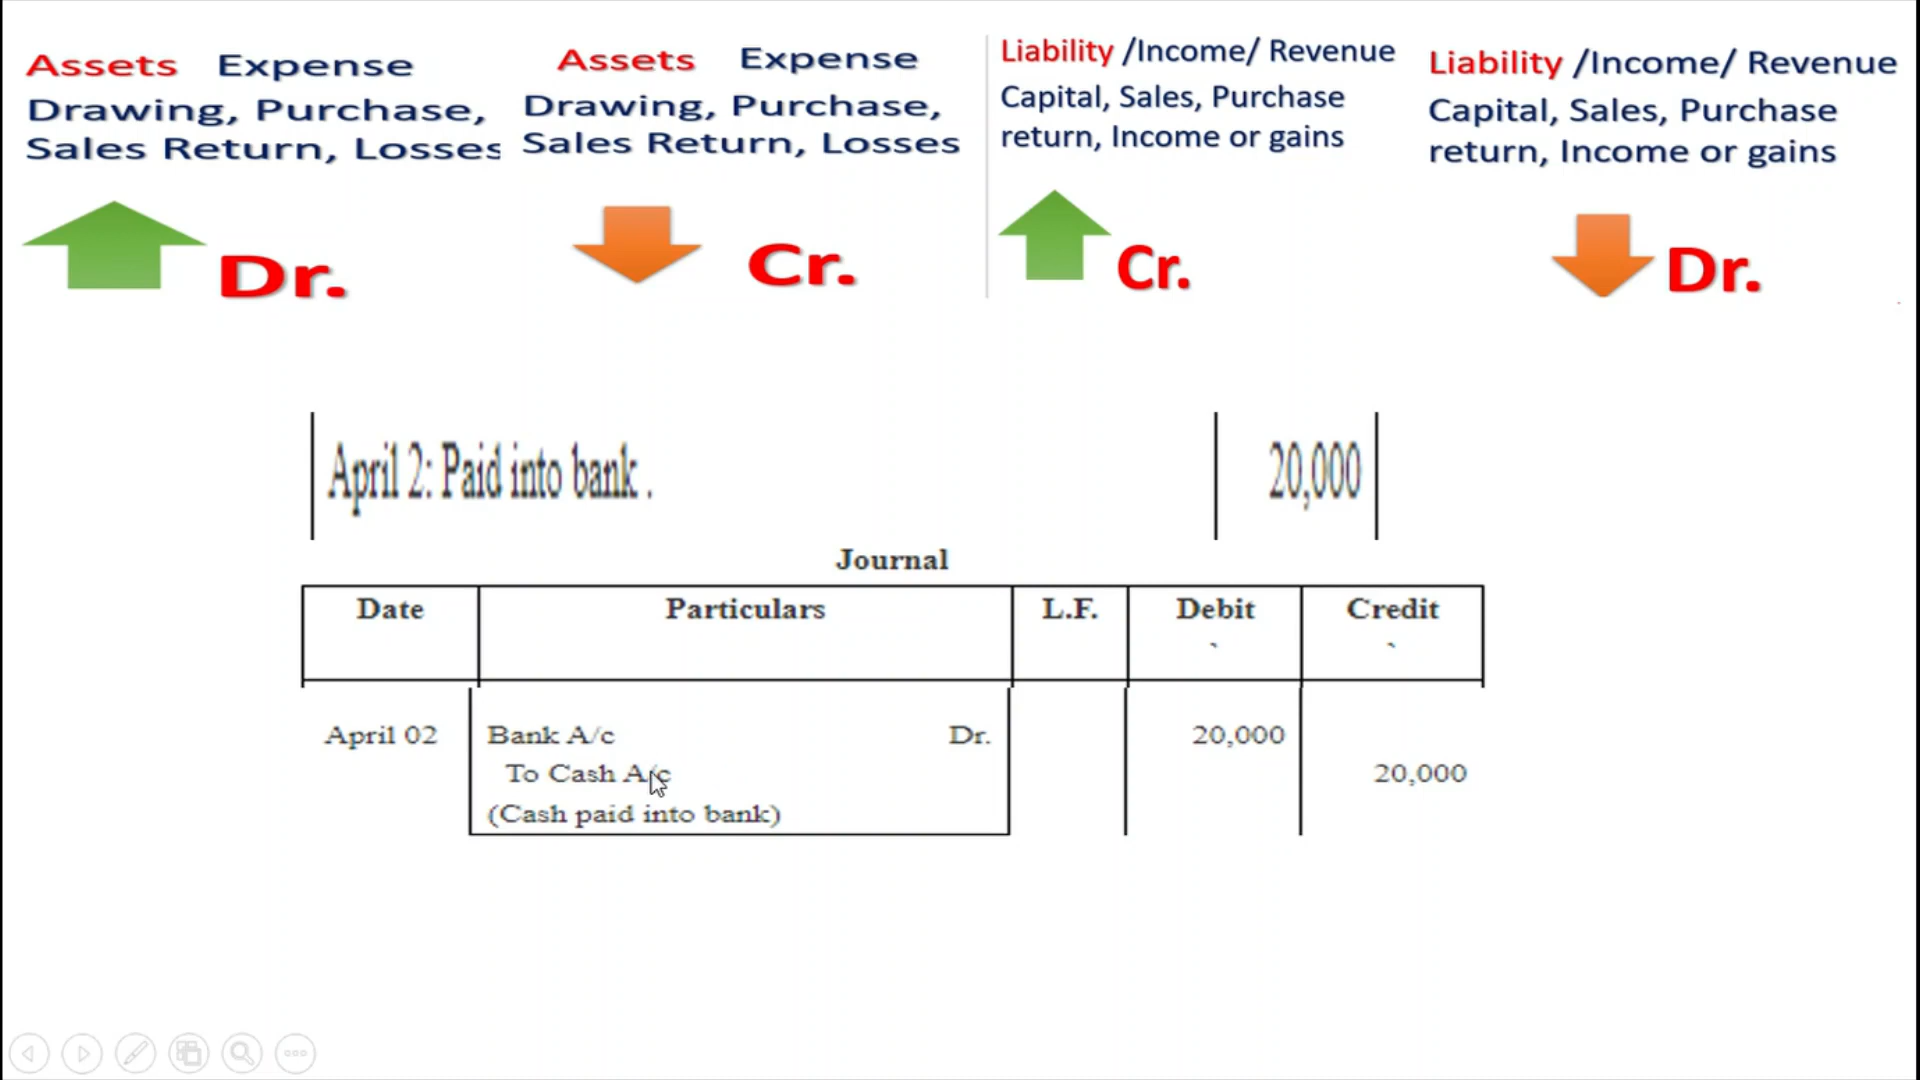 Assets Expense
Drawing, Purchase,
Sales Return, Losses
Dr.
Assets Expense
Drawing, Purchase,
Sales Return, Losses
Cr.
Liability /Income/ Revenue
Capital, Sales, Purchase
return, Income or gains
Cr.
Liability /Income/ Revenue
Capital, Sales, Purchase
return, Income or gains
Dr.
April 2: Paid into bank . 20,000
Journal
Date Particulars L.F. Debit Credit
` `
April 02 Bank A/c Dr. 20,000
To Cash A/c 20,000
(Cash paid into bank)